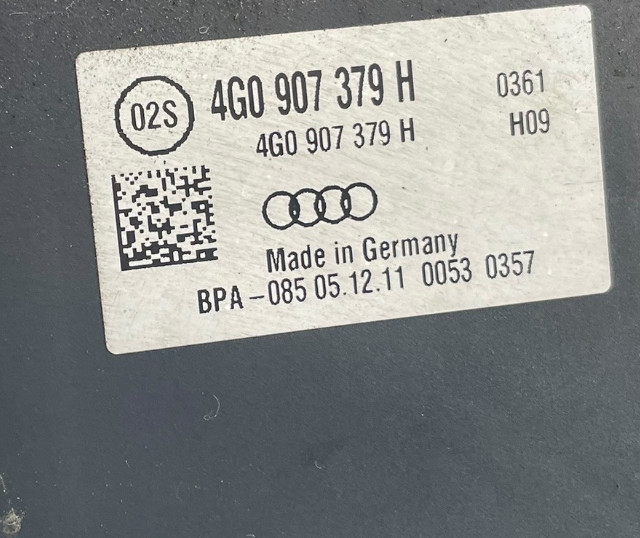 02S 4G0 907 379 H 0361
4G0 907 379 H H09
Made in Germany
BPA -085 05.12.11 0053 0357